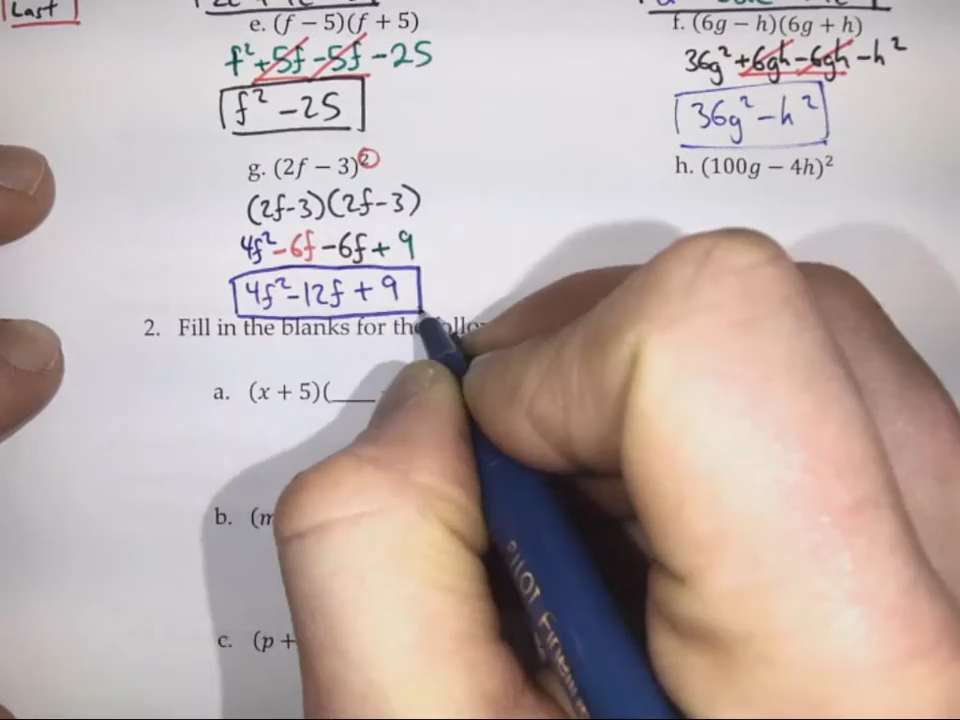 Last
e. (f − 5)(f + 5)
f² +5f −5f −25
f² −25
f. (6g − h)(6g + h)
36g² +6gh −6gh −h²
36g² −h²
g. (2f − 3)²
(2f-3)(2f-3)
4f² −6f −6f + 9
4f² −12f + 9
h. (100g − 4h)²
2. Fill in the blanks for the
a. (x + 5)(____
b. (m
c. (p +
PILOT